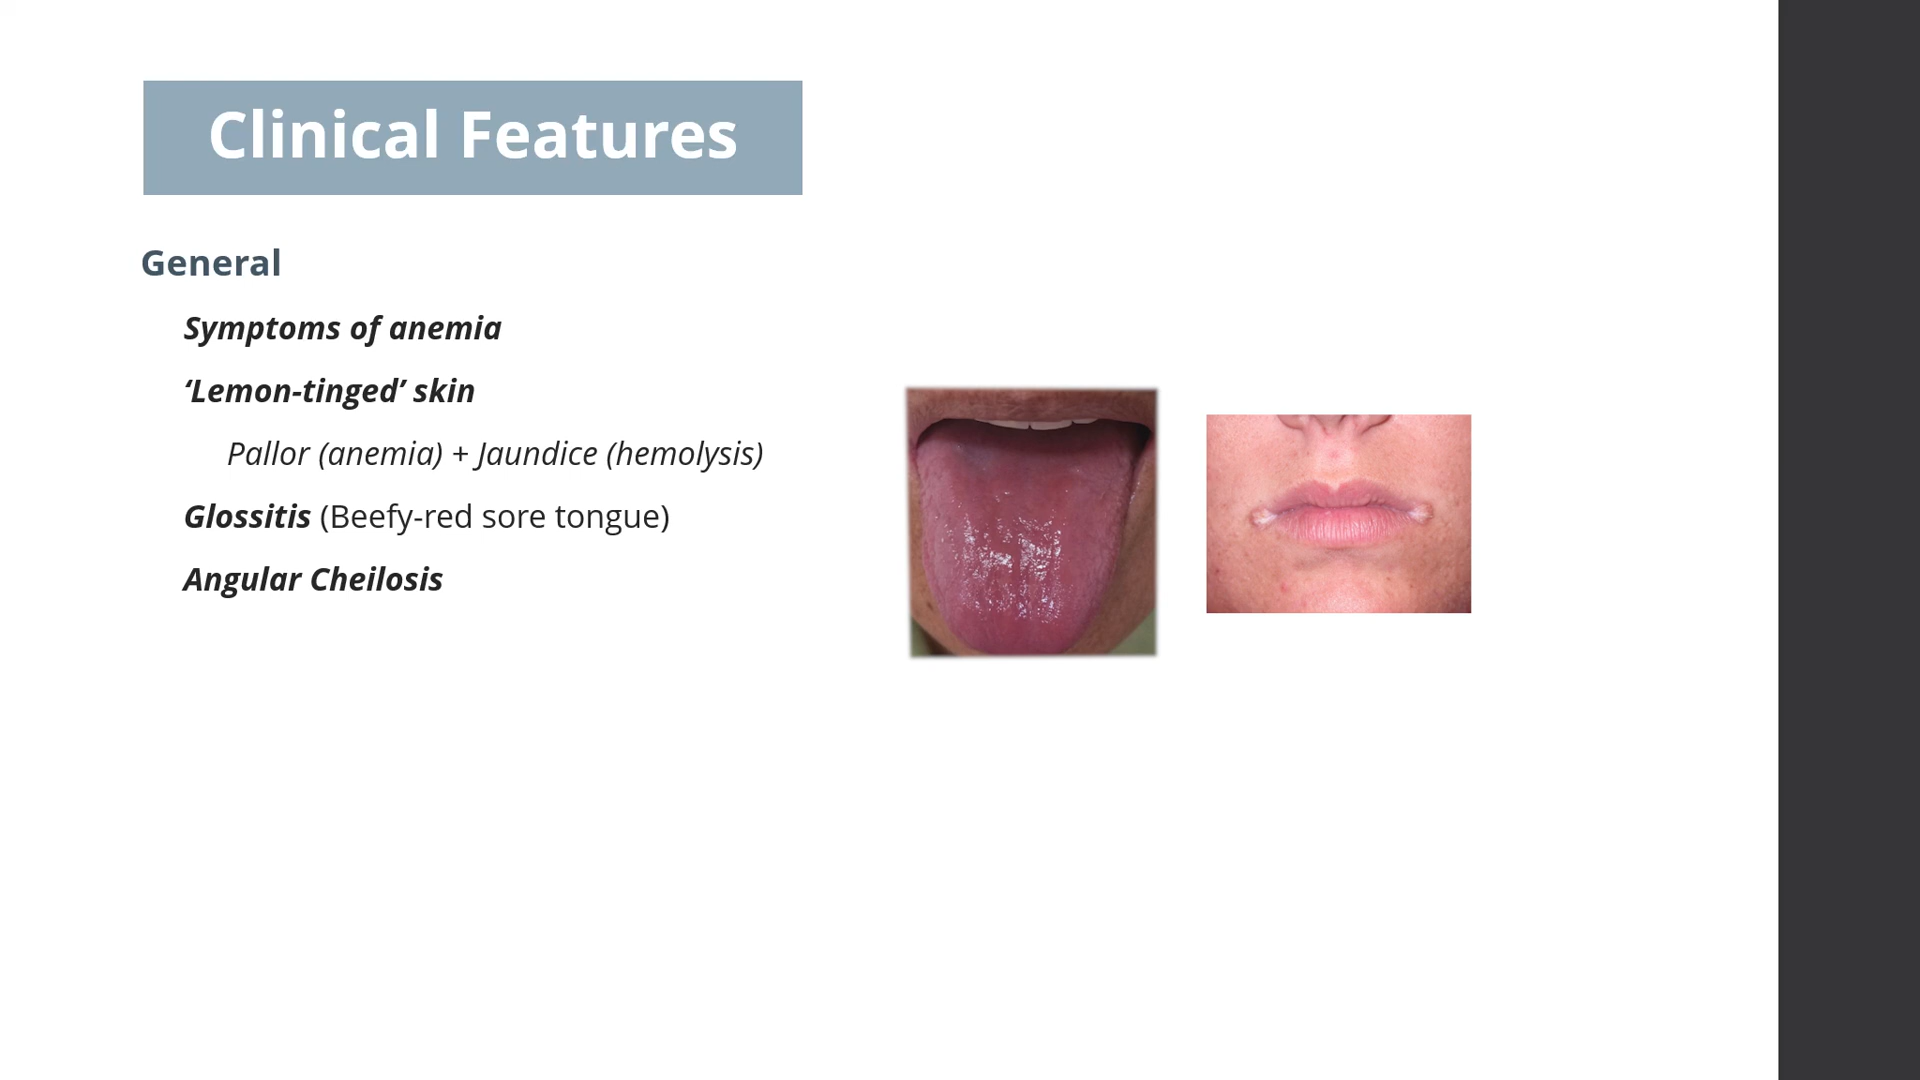 Clinical Features
General
Symptoms of anemia
‘Lemon-tinged’ skin
Pallor (anemia) + Jaundice (hemolysis)
Glossitis (Beefy-red sore tongue)
Angular Cheilosis